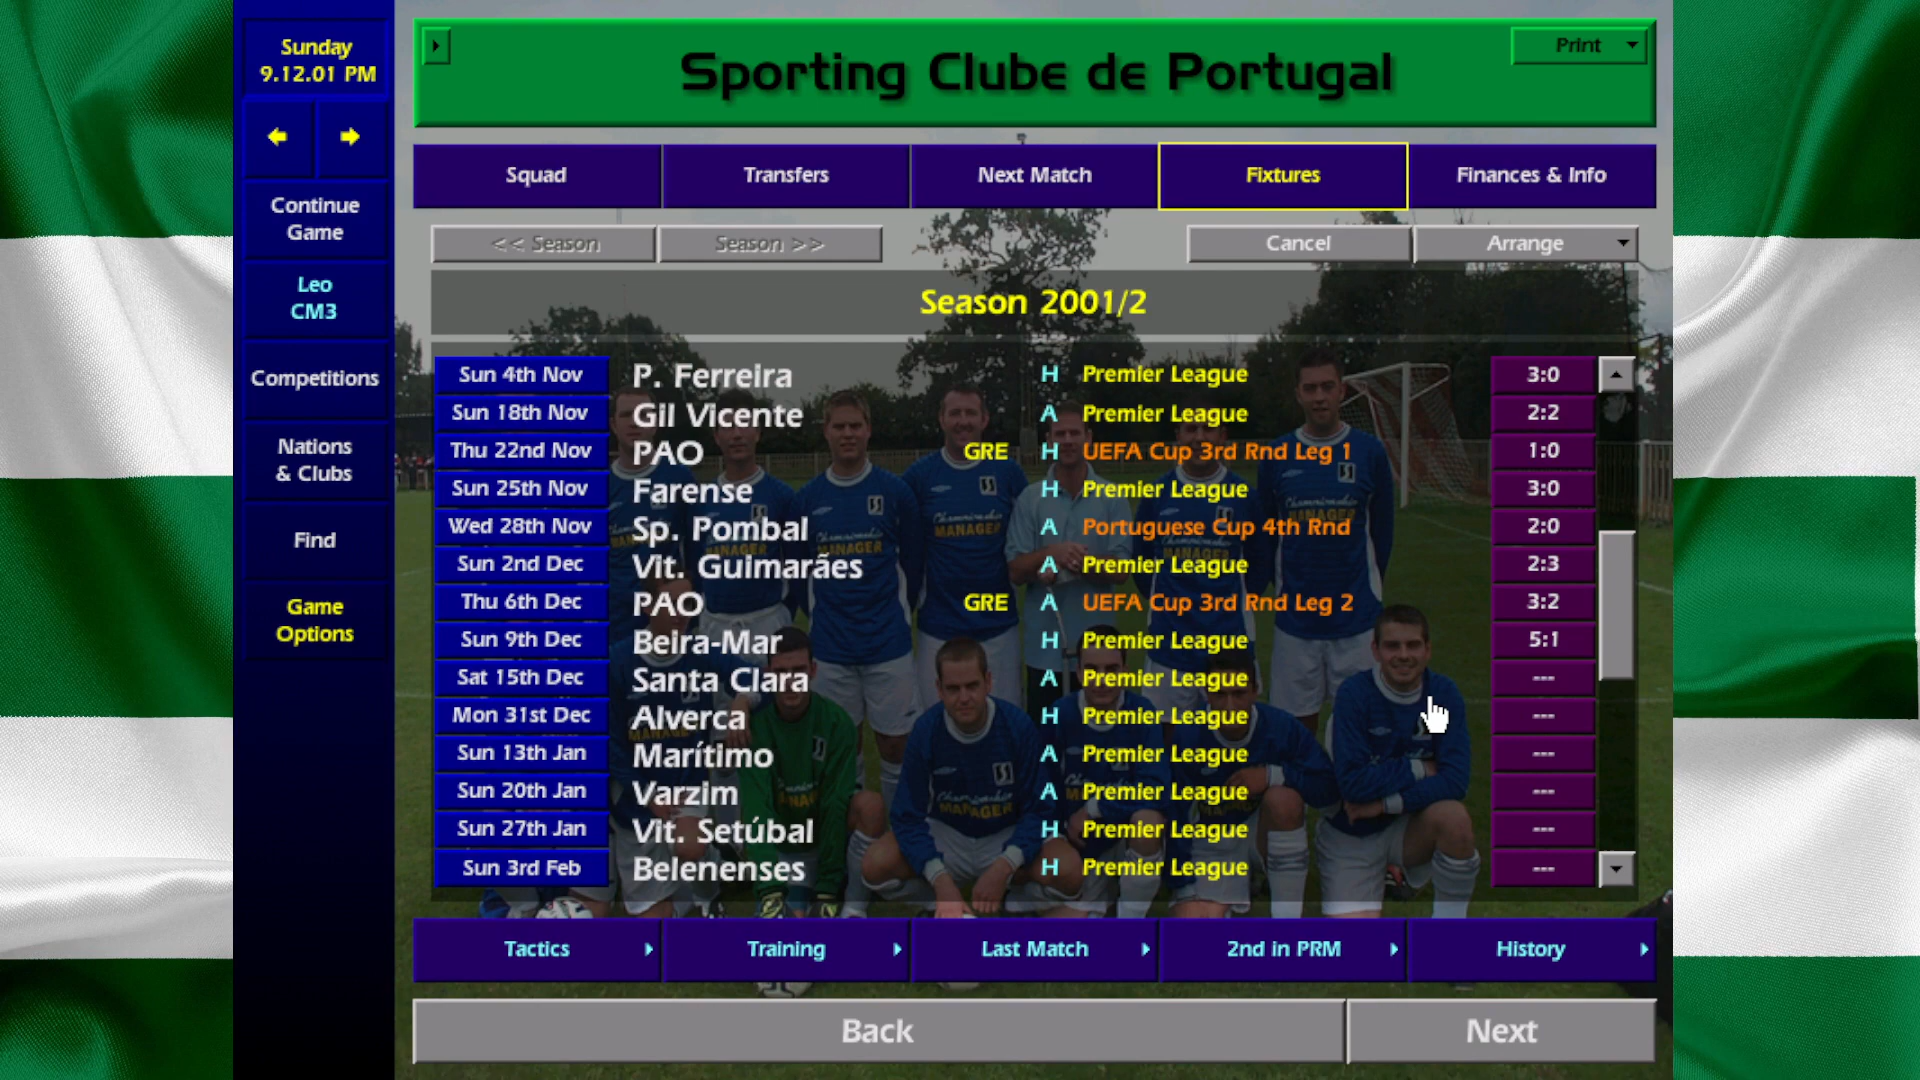 Sunday
9.12.01 PM
Continue
Game
Leo
CM3
Competitions
Nations
& Clubs
Find
Game
Options
Sporting Clube de Portugal
Print
Squad Transfers Next Match Fixtures Finances & Info
<< Season Season >> Cancel Arrange
Season 2001/2
Sun 4th Nov P. Ferreira H Premier League 3:0
Sun 18th Nov Gil Vicente A Premier League 2:2
Thu 22nd Nov PAO GRE H UEFA Cup 3rd Rnd Leg 1 1:0
Sun 25th Nov Farense H Premier League 3:0
Wed 28th Nov Sp. Pombal A Portuguese Cup 4th Rnd 2:0
Sun 2nd Dec Vit. Guimarães A Premier League 2:3
Thu 6th Dec PAO GRE A UEFA Cup 3rd Rnd Leg 2 3:2
Sun 9th Dec Beira-Mar H Premier League 5:1
Sat 15th Dec Santa Clara A Premier League ---
Mon 31st Dec Alverca H Premier League ---
Sun 13th Jan Marítimo A Premier League ---
Sun 20th Jan Varzim A Premier League ---
Sun 27th Jan Vit. Setúbal H Premier League ---
Sun 3rd Feb Belenenses H Premier League ---
Tactics Training Last Match 2nd in PRM History
Back Next